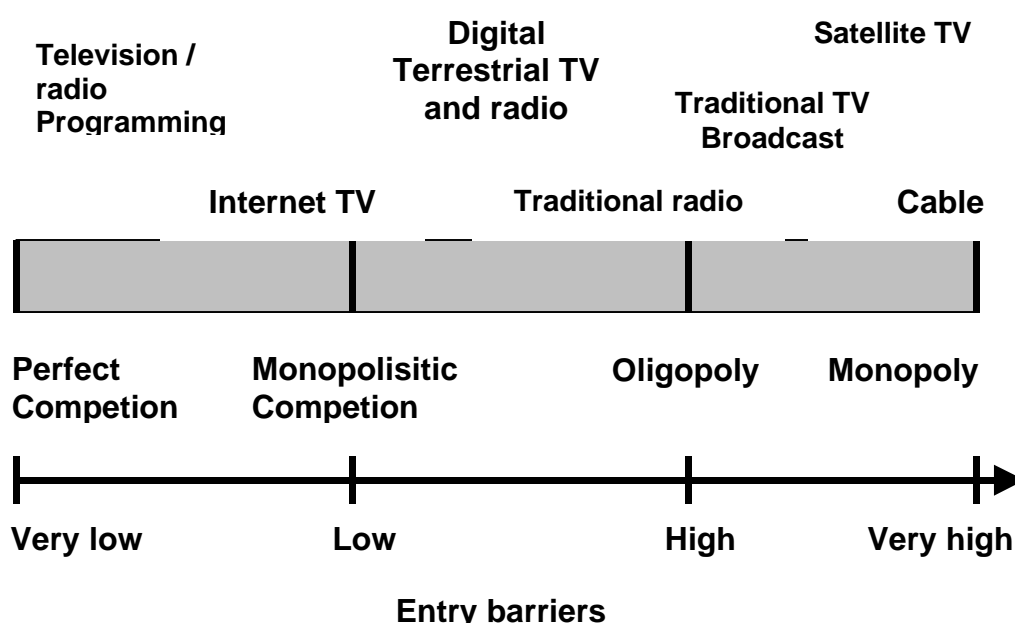 Television /
radio
Programming
Digital
Terrestrial TV
and radio
Satellite TV
Traditional TV
Broadcast
Internet TV
Traditional radio
Cable
Perfect
Competion
Monopolisitic
Competion
Oligopoly
Monopoly
Very low
Low
High
Very high
Entry barriers